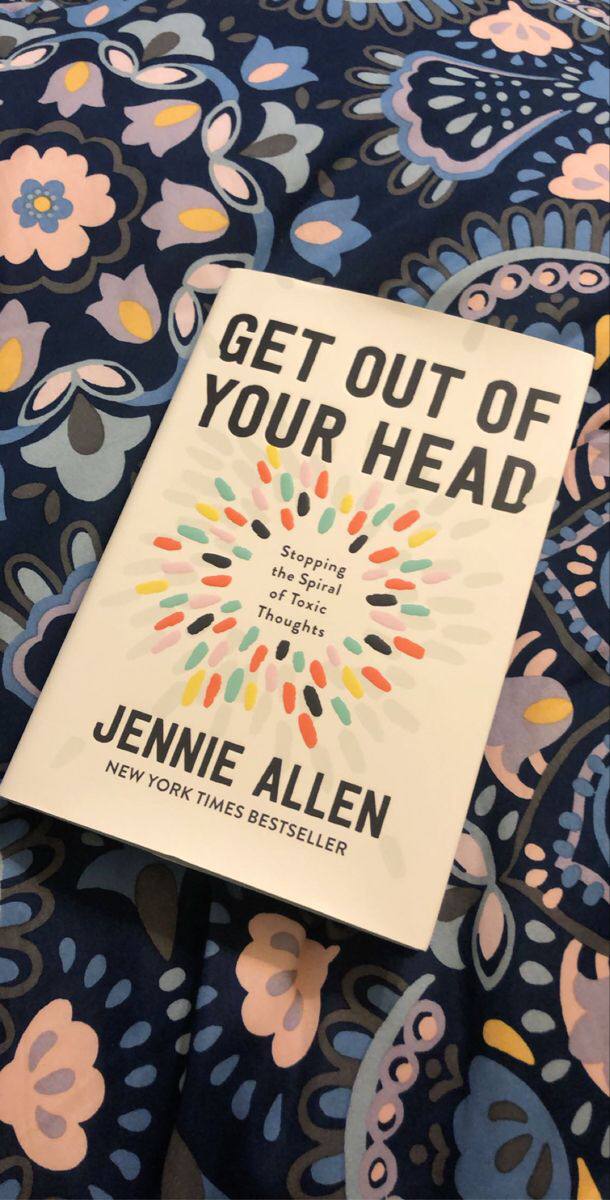 GET OUT OF
YOUR HEAD
Stopping
the Spiral
of Toxic
Thoughts
JENNIE ALLEN
NEW YORK TIMES BESTSELLER